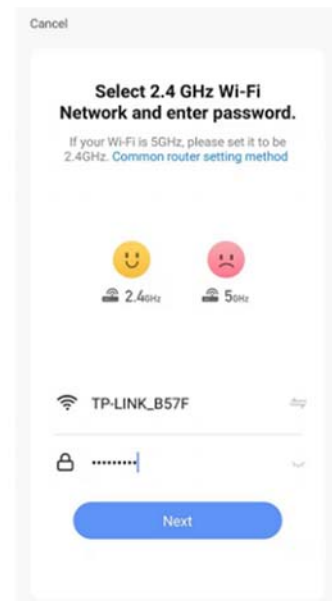 Cancel
Select 2.4 GHz Wi-Fi
Network and enter password.
If your Wi-Fi is 5GHz, please set it to be
2.4GHz. Common router setting method
2.4GHz 5GHz
TP-LINK_B57F
•••••••••
Next